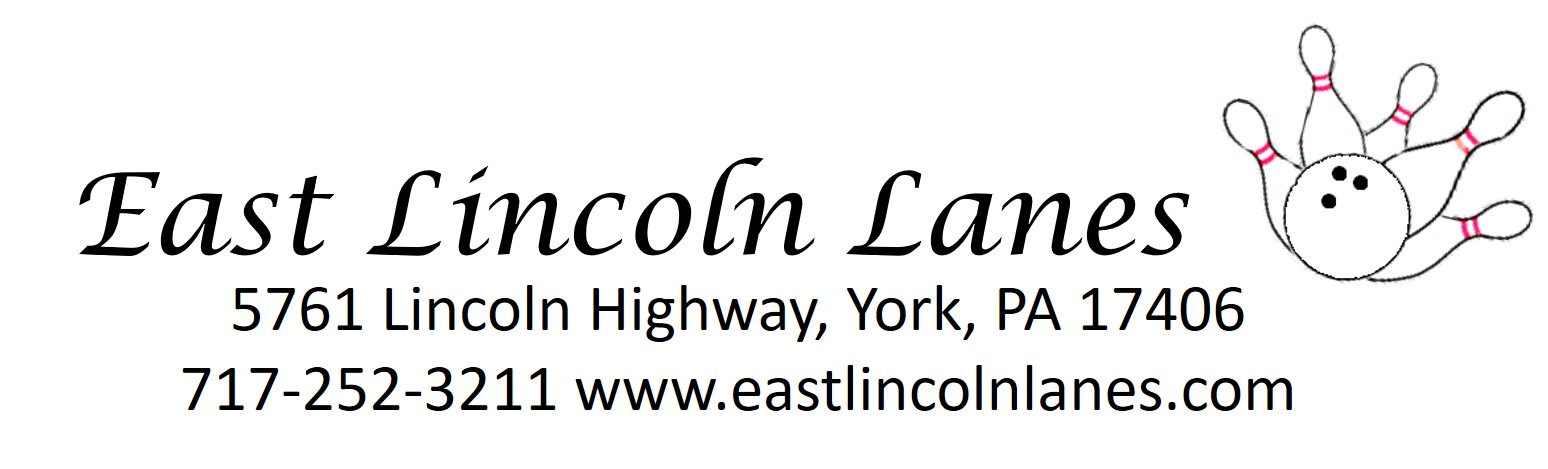 East Lincoln Lanes
5761 Lincoln Highway, York, PA 17406
717-252-3211 www.eastlincolnlanes.com